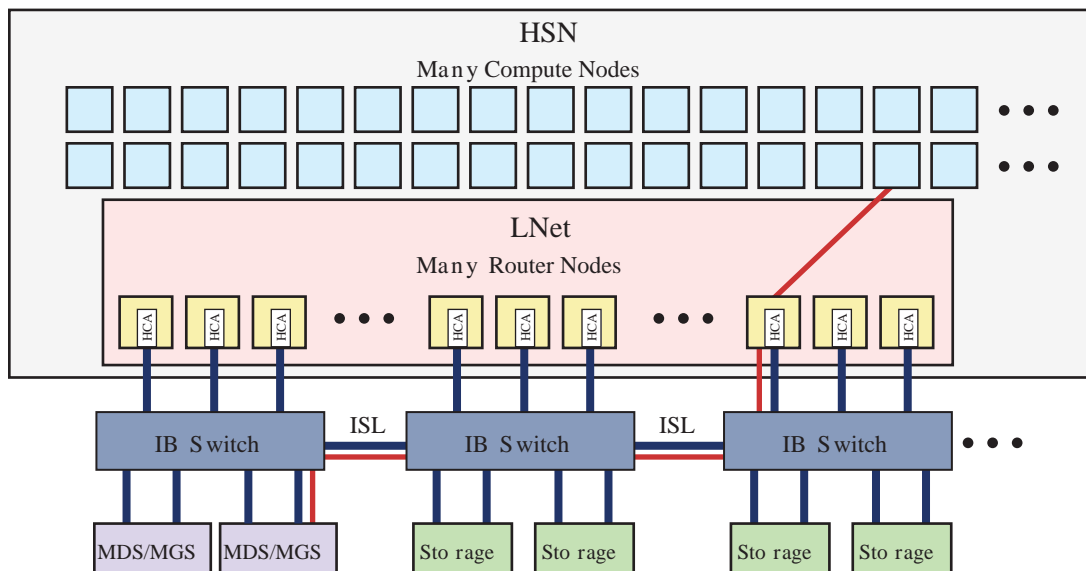 HSN
Many Compute Nodes
LNet
Many Router Nodes
HCA HCA HCA HCA HCA HCA HCA HCA HCA
ISL ISL
IB Switch IB Switch IB Switch
MDS/MGS MDS/MGS Storage Storage Storage Storage